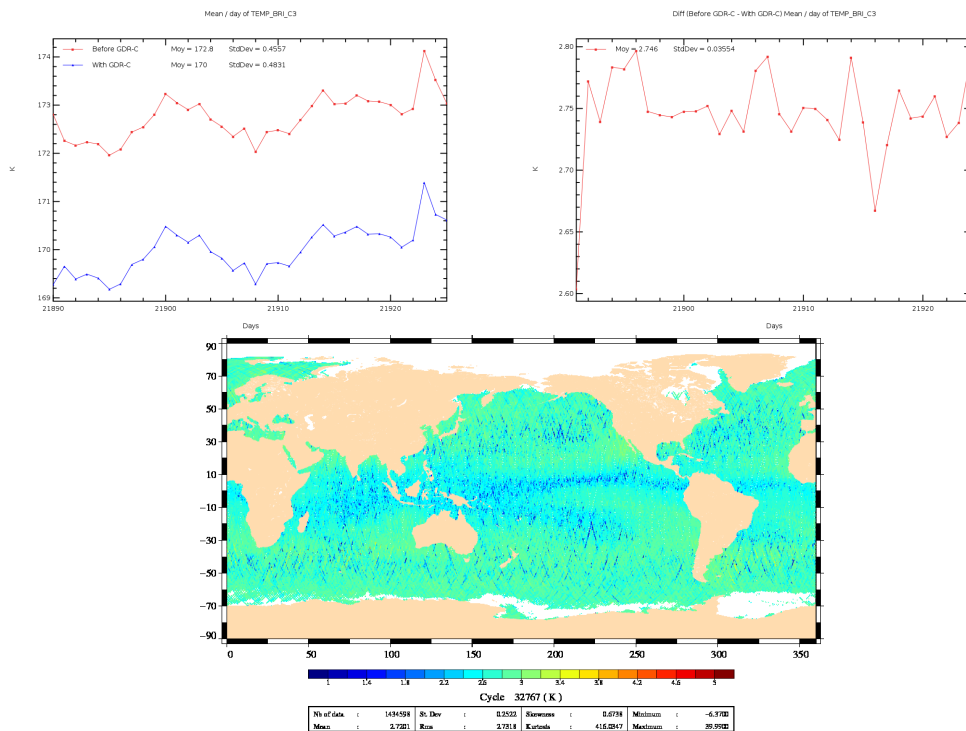 Mean / day of TEMP_BRI_C3
Before GDR-C Moy = 172.8 StdDev = 0.4557
With GDR-C Moy = 170 StdDev = 0.4831
174
173
172
171
170
169
K
21890 21900 21910 21920
Days
Diff (Before GDR-C - With GDR-C) Mean / day of TEMP_BRI_C3
Moy = 2.746 StdDev = 0.03554
2.80
2.75
2.70
2.65
2.60
K
21900 21910 21920
Days
90
70
50
30
10
−10
−30
−50
−70
−90
0 50 100 150 200 250 300 350
1 1.4 1.8 2.2 2.6 3 3.4 3.8 4.2 4.6 5
Cycle 32767 ( K )
Nb of data : 1434598 St. Dev : 0.2522 Skewness : 0.6738 Minimum : −6.3700
Mean : 2.7201 Rms : 2.7318 Kurtosis : 416.0347 Maximum : 39.9900